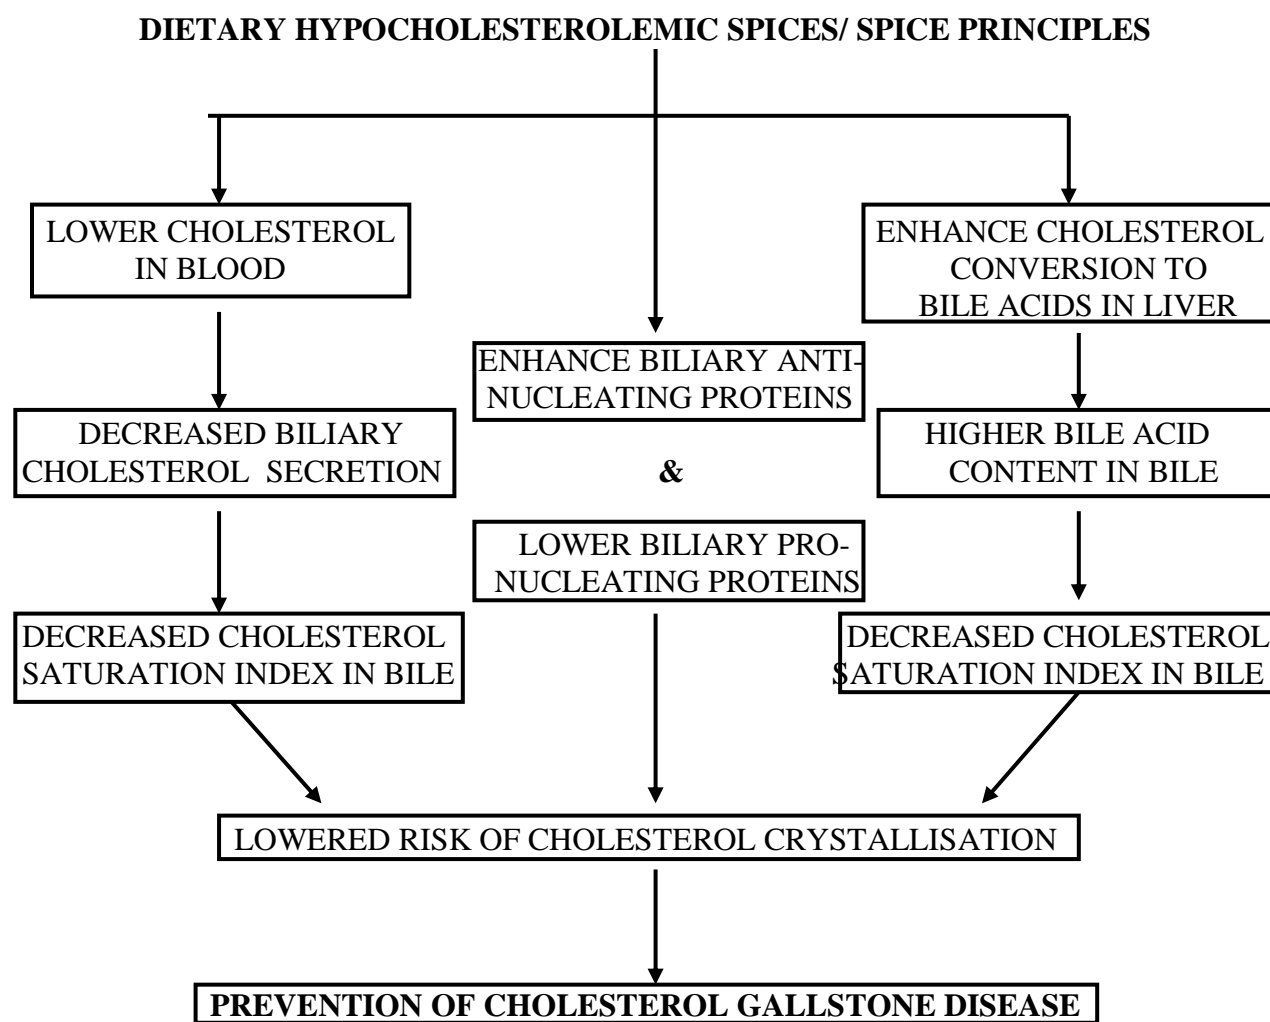 DIETARY HYPOCHOLESTEROLEMIC SPICES/ SPICE PRINCIPLES
LOWER CHOLESTEROL
IN BLOOD
ENHANCE CHOLESTEROL
CONVERSION TO
BILE ACIDS IN LIVER
ENHANCE BILIARY ANTI-
NUCLEATING PROTEINS
DECREASED BILIARY
CHOLESTEROL SECRETION
&
HIGHER BILE ACID
CONTENT IN BILE
LOWER BILIARY PRO-
NUCLEATING PROTEINS
DECREASED CHOLESTEROL
SATURATION INDEX IN BILE
DECREASED CHOLESTEROL
SATURATION INDEX IN BILE
LOWERED RISK OF CHOLESTEROL CRYSTALLISATION
PREVENTION OF CHOLESTEROL GALLSTONE DISEASE